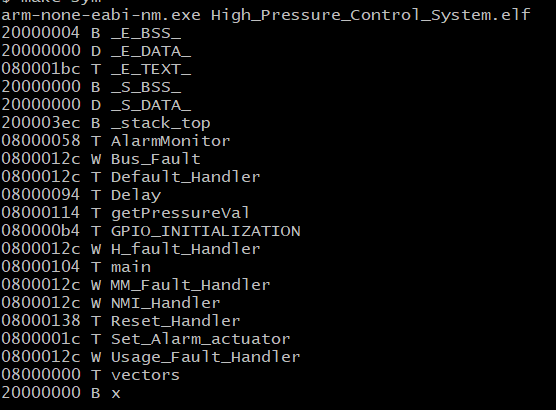 $ make sym
arm-none-eabi-nm.exe High_Pressure_Control_System.elf
20000004 B _E_BSS_
20000000 D _E_DATA_
080001bc T _E_TEXT_
20000000 B _S_BSS_
20000000 D _S_DATA_
200003ec B _stack_top
08000058 T AlarmMonitor
0800012c W Bus_Fault
0800012c T Default_Handler
08000094 T Delay
08000114 T getPressureVal
080000b4 T GPIO_INITIALIZATION
0800012c W H_fault_Handler
08000104 T main
0800012c W MM_Fault_Handler
0800012c W NMI_Handler
08000138 T Reset_Handler
0800001c T Set_Alarm_actuator
0800012c W Usage_Fault_Handler
08000000 T vectors
20000000 B x